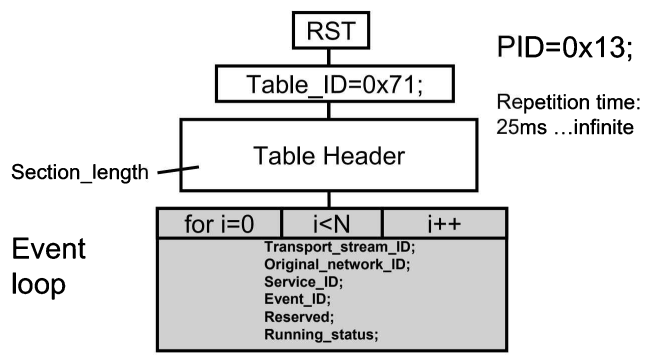 RST
PID=0x13;
Table_ID=0x71;
Repetition time:
25ms …infinite
Table Header
Section_length
for i=0 i<N i++
Event
loop
Transport_stream_ID;
Original_network_ID;
Service_ID;
Event_ID;
Reserved;
Running_status;